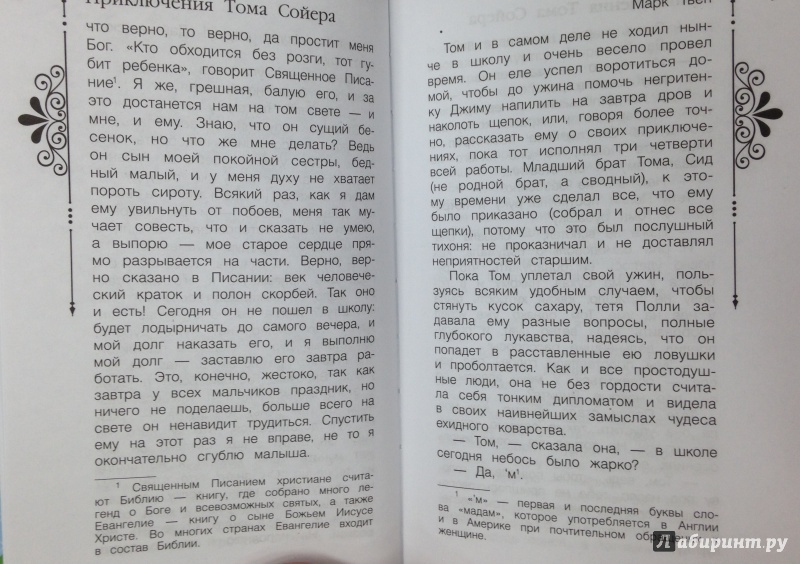 Приключения Тома Сойера
что верно, то верно, да простит меня
Бог. «Кто обходится без розги, тот гу-
бит ребенка», говорит Священное Писа-
ние¹. Я же, грешная, балую его, и за
это достанется нам на том свете — и
мне, и ему. Знаю, что он сущий бе-
сенок, но что же мне делать? Ведь
он сын моей покойной сестры, бед-
ный малый, и у меня духу не хватает
пороть сироту. Всякий раз, как я дам
ему увильнуть от побоев, меня так му-
чает совесть, что и сказать не умею,
а выпорю — мое старое сердце пря-
мо разрывается на части. Верно, вер-
но сказано в Писании: век человече-
ский краток и полон скорбей. Так оно
и есть! Сегодня он не пошел в школу:
будет лодырничать до самого вечера, и
мой долг наказать его, и я выполню
мой долг — заставлю его завтра ра-
ботать. Это, конечно, жестоко, так как
завтра у всех мальчиков праздник, но
ничего не поделаешь, больше всего на
свете он ненавидит трудиться. Спустить
ему на этот раз я не вправе, не то я
окончательно сгублю малыша.
¹ Священным Писанием христиане счита-
ют Библию — книгу, где собрано много ле-
генд о Боге и всевозможных святых, а также
Евангелие — книгу о сыне Божьем Иисусе
Христе. Во многих странах Евангелие входит
в состав Библии.
Марк Твен
Том и в самом деле не ходил нын-
че в школу и очень весело провел
время. Он еле успел воротиться до-
мой, чтобы до ужина помочь негритен-
ку Джиму напилить на завтра дров и
наколоть щепок, или, говоря более точ-
но, рассказать ему о своих приключе-
ниях, пока тот исполнял три четверти
всей работы. Младший брат Тома, Сид
(не родной брат, а сводный), к это-
му времени уже сделал все, что ему
было приказано (собрал и отнес все
щепки), потому что это был послушный
тихоня: не проказничал и не доставлял
неприятностей старшим.
Пока Том уплетал свой ужин, поль-
зуясь всяким удобным случаем, чтобы
стянуть кусок сахару, тетя Полли за-
давала ему разные вопросы, полные
глубокого лукавства, надеясь, что он
попадет в расставленные ею ловушки
и проболтается. Как и все простодуш-
ные люди, она не без гордости счита-
ла себя тонким дипломатом и видела
в своих наивнейших замыслах чудеса
ехидного коварства.
— Том, — сказала она, — в школе
сегодня небось было жарко?
— Да, ’м¹.
¹ «’м» — первая и последняя буквы сло-
ва «мадам», которое употребляется в Англии
и в Америке при почтительном обращ
женщине.
Лабиринт.ру